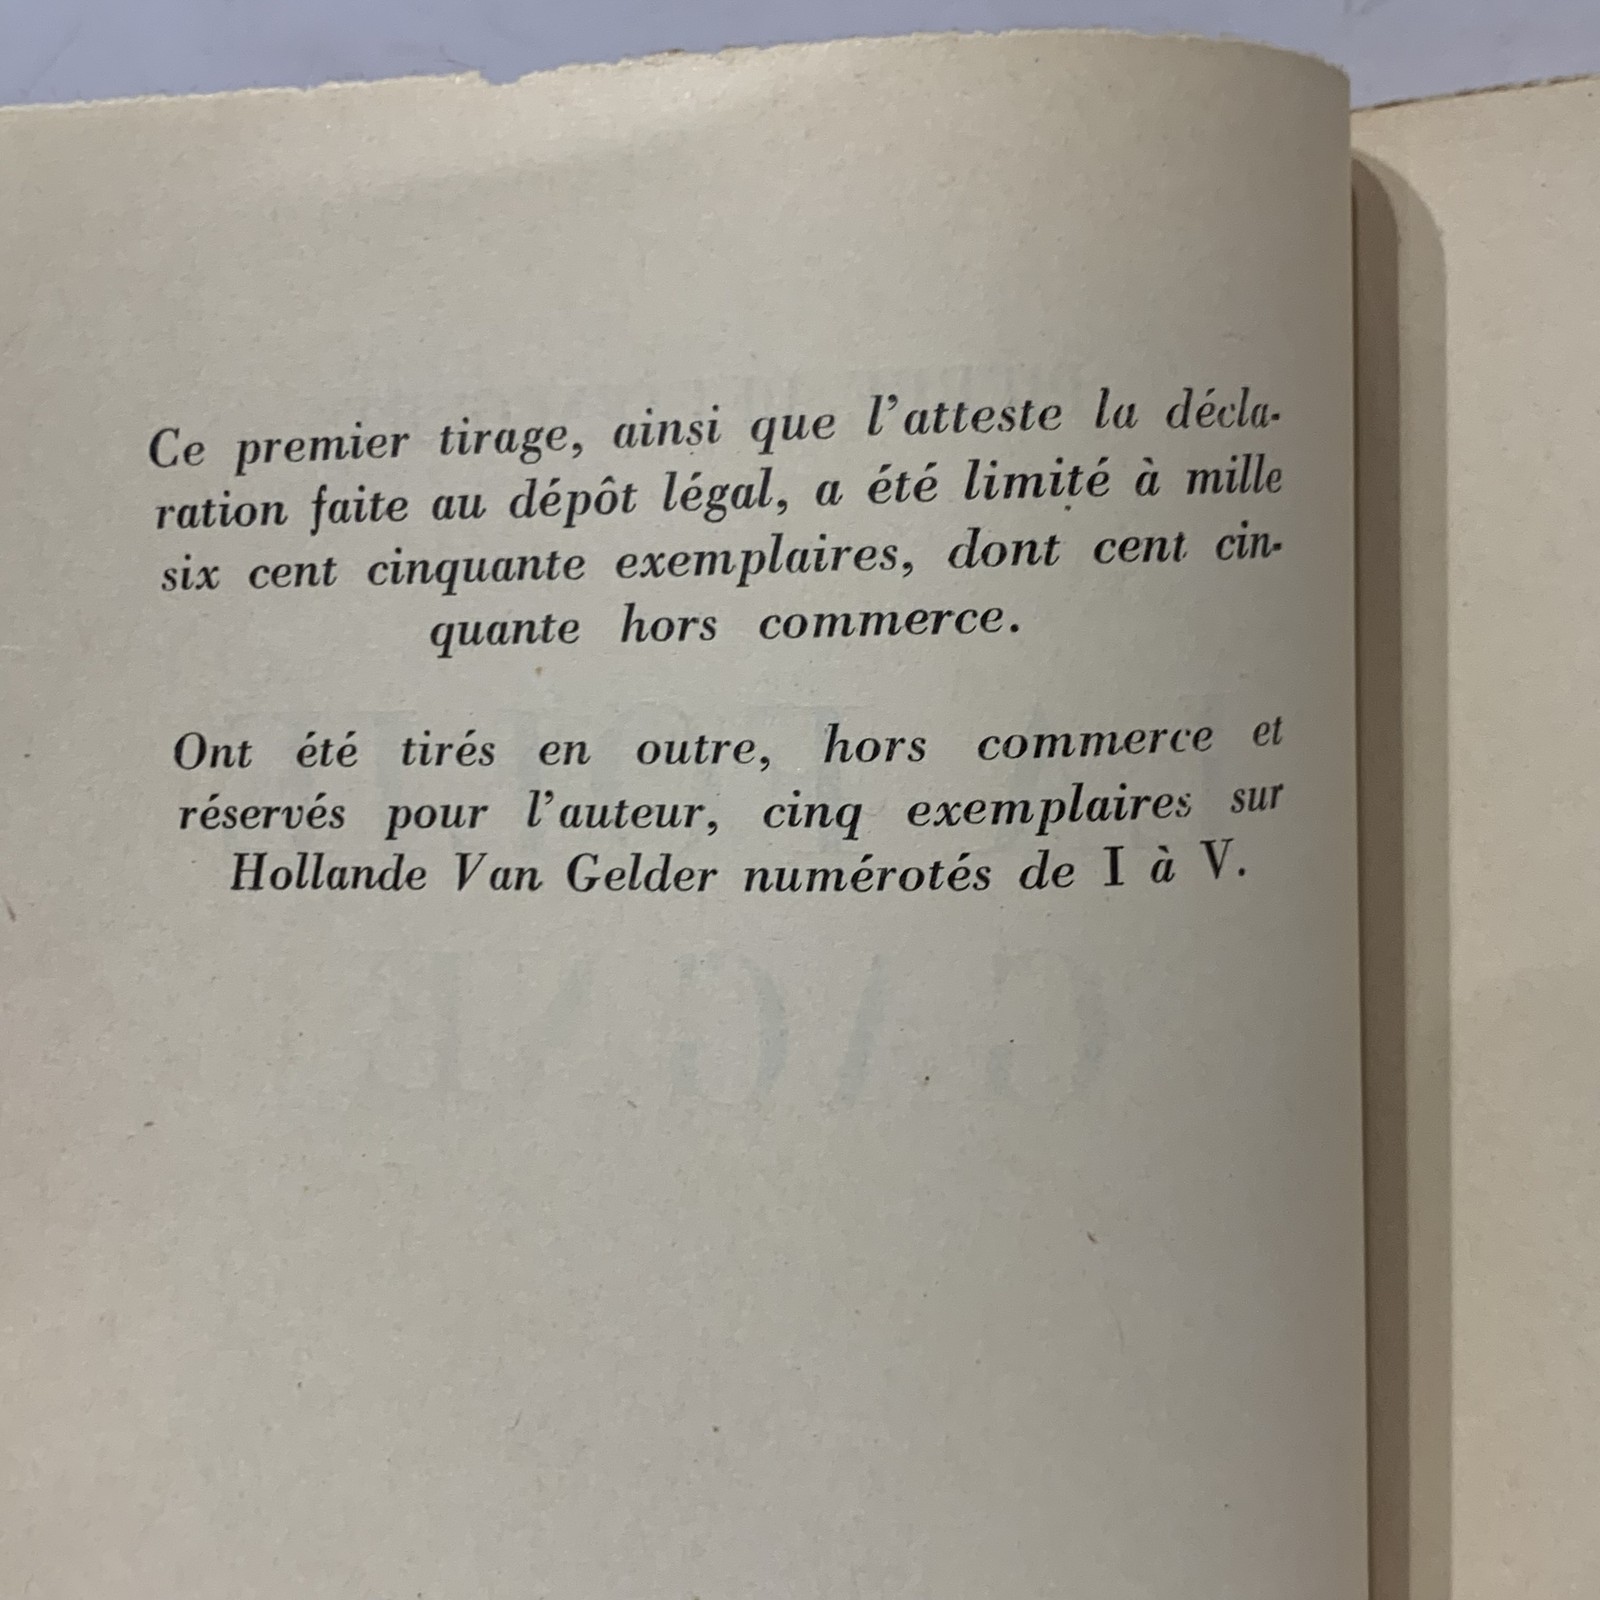 Ce premier tirage, ainsi que l'atteste la décla-
ration faite au dépôt légal, a été limité à mille
six cent cinquante exemplaires, dont cent cin-
quante hors commerce.
Ont été tirés en outre, hors commerce et
réservés pour l'auteur, cinq exemplaires sur
Hollande Van Gelder numérotés de I à V.